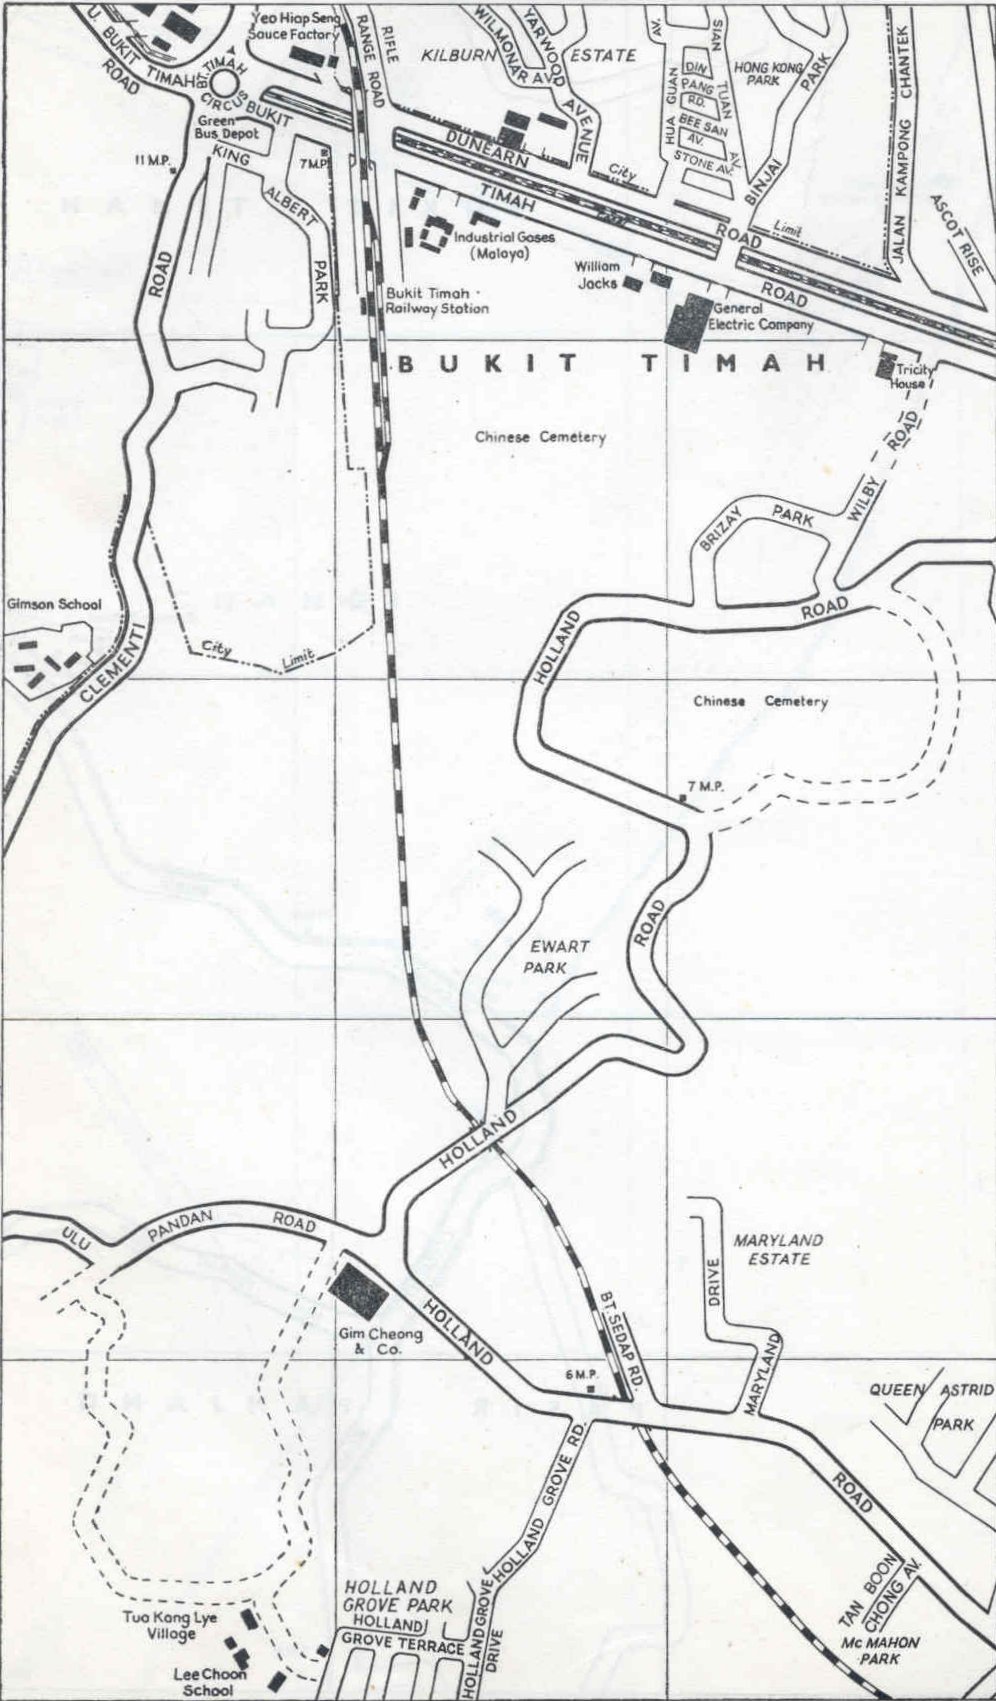 U. BUKIT TIMAH
ROAD
BT. TIMAH
CIRCUS
BUKIT
Yeo Hiap Seng
Sauce Factory
RIFLE
RANGE ROAD
KILBURN ESTATE
WILMONAR AV.
YARWOOD
AVENUE
AV.
HUA GUAN
SIAN
TUAN
AV.
DIN
PANG
RD.
BEE SAN
AV.
STONE AV.
HONG KONG
PARK
BINJAI
PARK
JALAN KAMPONG CHANTEK
ASCOT RISE
Green
Bus Depot
11 M.P.
KING
ALBERT
PARK
7 M.P.
DUNEARN
ROAD
City
Limit
TIMAH
ROAD
ROAD
Industrial Gases
(Malaya)
William
Jacks
General
Electric Company
Bukit Timah
Railway Station
BUKIT TIMAH
Tricity
House
Chinese Cemetery
WILBY
ROAD
BRIZAY
PARK
Gimson School
CLEMENTI
City
Limit
HOLLAND
ROAD
Chinese Cemetery
7 M.P.
ROAD
EWART
PARK
HOLLAND
ULU
PANDAN
ROAD
MARYLAND
ESTATE
DRIVE
MARYLAND
Gim Cheong
& Co.
HOLLAND
BT. SEDAP RD.
6 M.P.
QUEEN ASTRID
PARK
ROAD
HOLLAND GROVE RD.
TAN BOON
CHONG AV.
Mc MAHON
PARK
HOLLAND
GROVE PARK
HOLLAND
GROVE TERRACE
HOLLAND GROVE
DRIVE
Tua Kang Lye
Village
Lee Choon
School